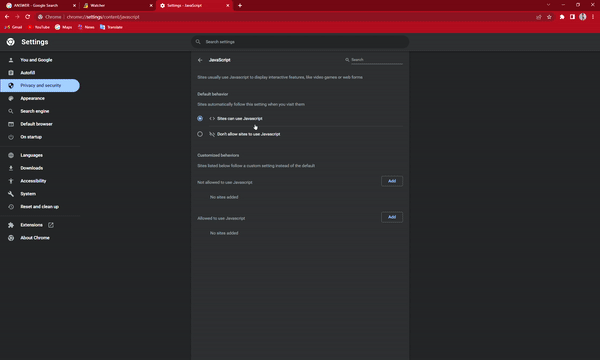 ANSWER - Google Search
Watcher
Settings - JavaScript
Chrome | chrome://settings/content/javascript
Gmail
YouTube
Maps
News
Translate
Settings
Search settings
You and Google
Autofill
Privacy and security
Appearance
Search engine
Default browser
On startup
Languages
Downloads
Accessibility
System
Reset and clean up
Extensions
About Chrome
JavaScript
Search
Sites usually use Javascript to display interactive features, like video games or web forms
Default behavior
Sites automatically follow this setting when you visit them
Sites can use Javascript
Don't allow sites to use Javascript
Customized behaviors
Sites listed below follow a custom setting instead of the default
Not allowed to use Javascript
Add
No sites added
Allowed to use Javascript
Add
No sites added